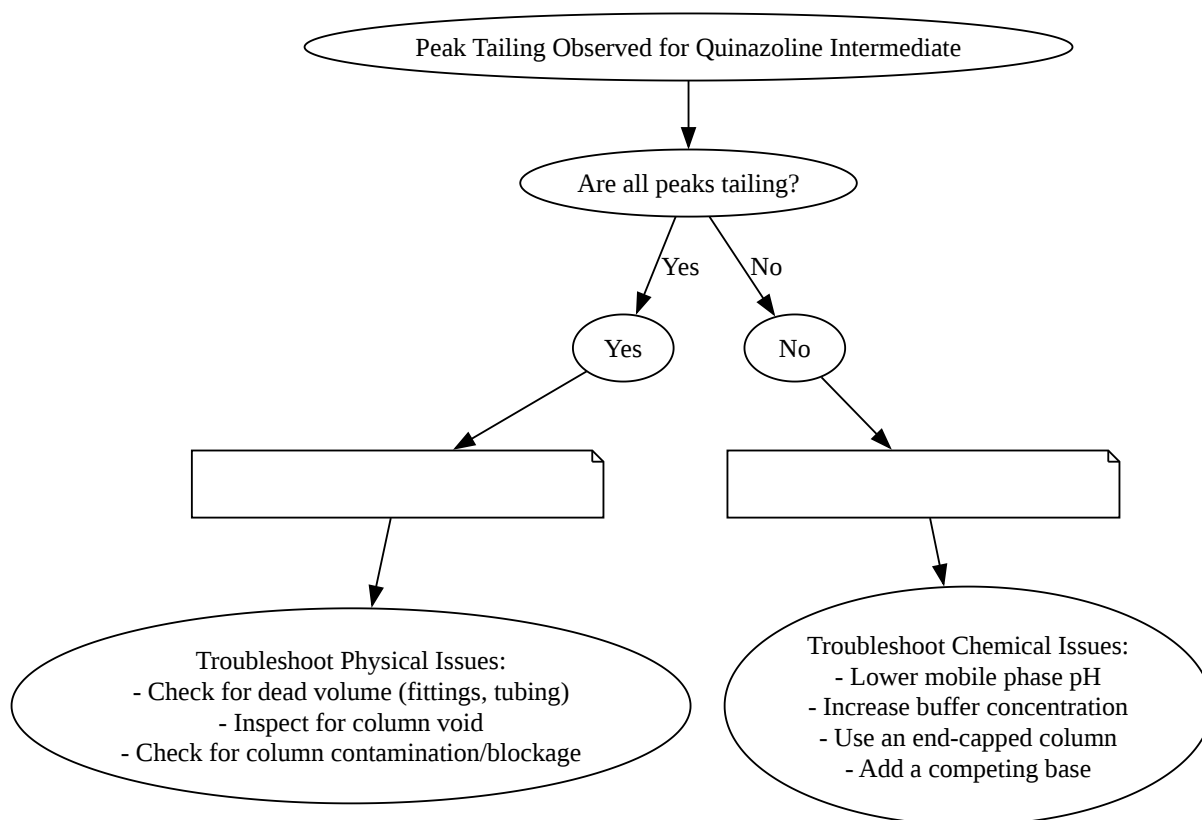 Peak Tailing Observed for Quinazoline Intermediate
Are all peaks tailing?
Yes
No
Yes
No
Troubleshoot Physical Issues:
- Check for dead volume (fittings, tubing)
- Inspect for column void
- Check for column contamination/blockage
Troubleshoot Chemical Issues:
- Lower mobile phase pH
- Increase buffer concentration
- Use an end-capped column
- Add a competing base